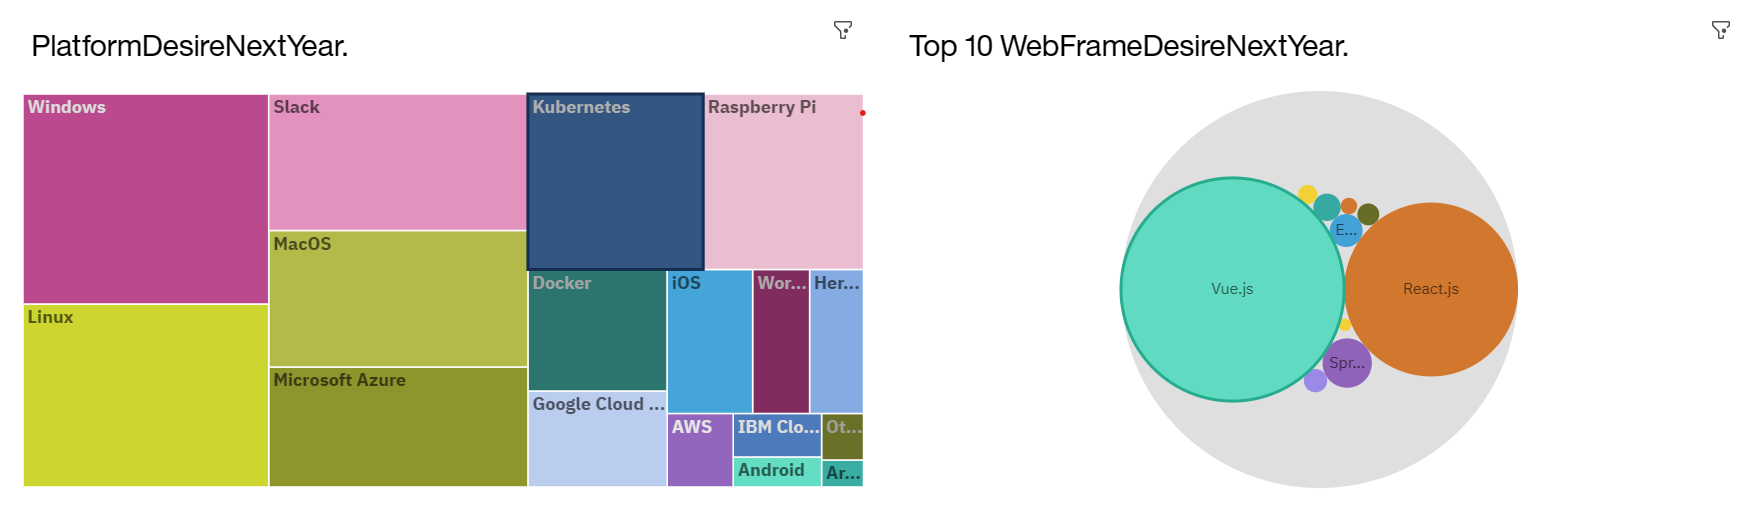 PlatformDesireNextYear.
Windows
Slack
Kubernetes
Raspberry Pi
MacOS
Docker
iOS
Wor...
Her...
Linux
Microsoft Azure
Google Cloud ...
AWS
IBM Clo...
Ot...
Android
Ar...
Top 10 WebFrameDesireNextYear.
E...
Vue.js
React.js
Spr...